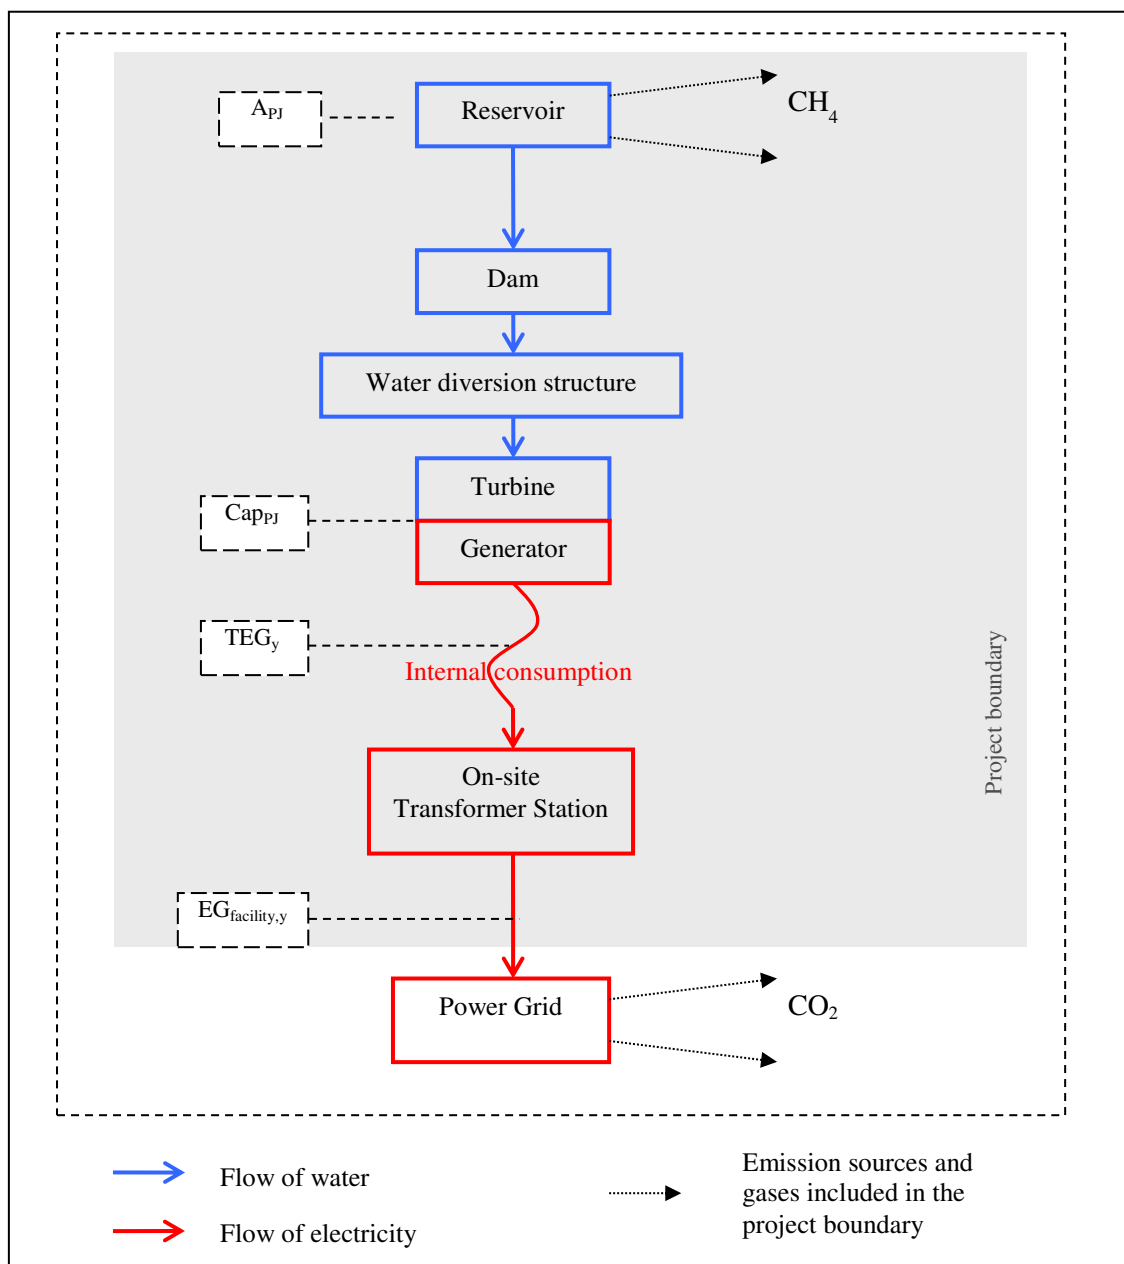 A_PJ
Reservoir
CH_4
Dam
Water diversion structure
Turbine
Cap_PJ
Generator
TEG_y
Internal consumption
Project boundary
On-site
Transformer Station
EG_facility,y
Power Grid
CO_2
Flow of water
Flow of electricity
Emission sources and
gases included in the
project boundary